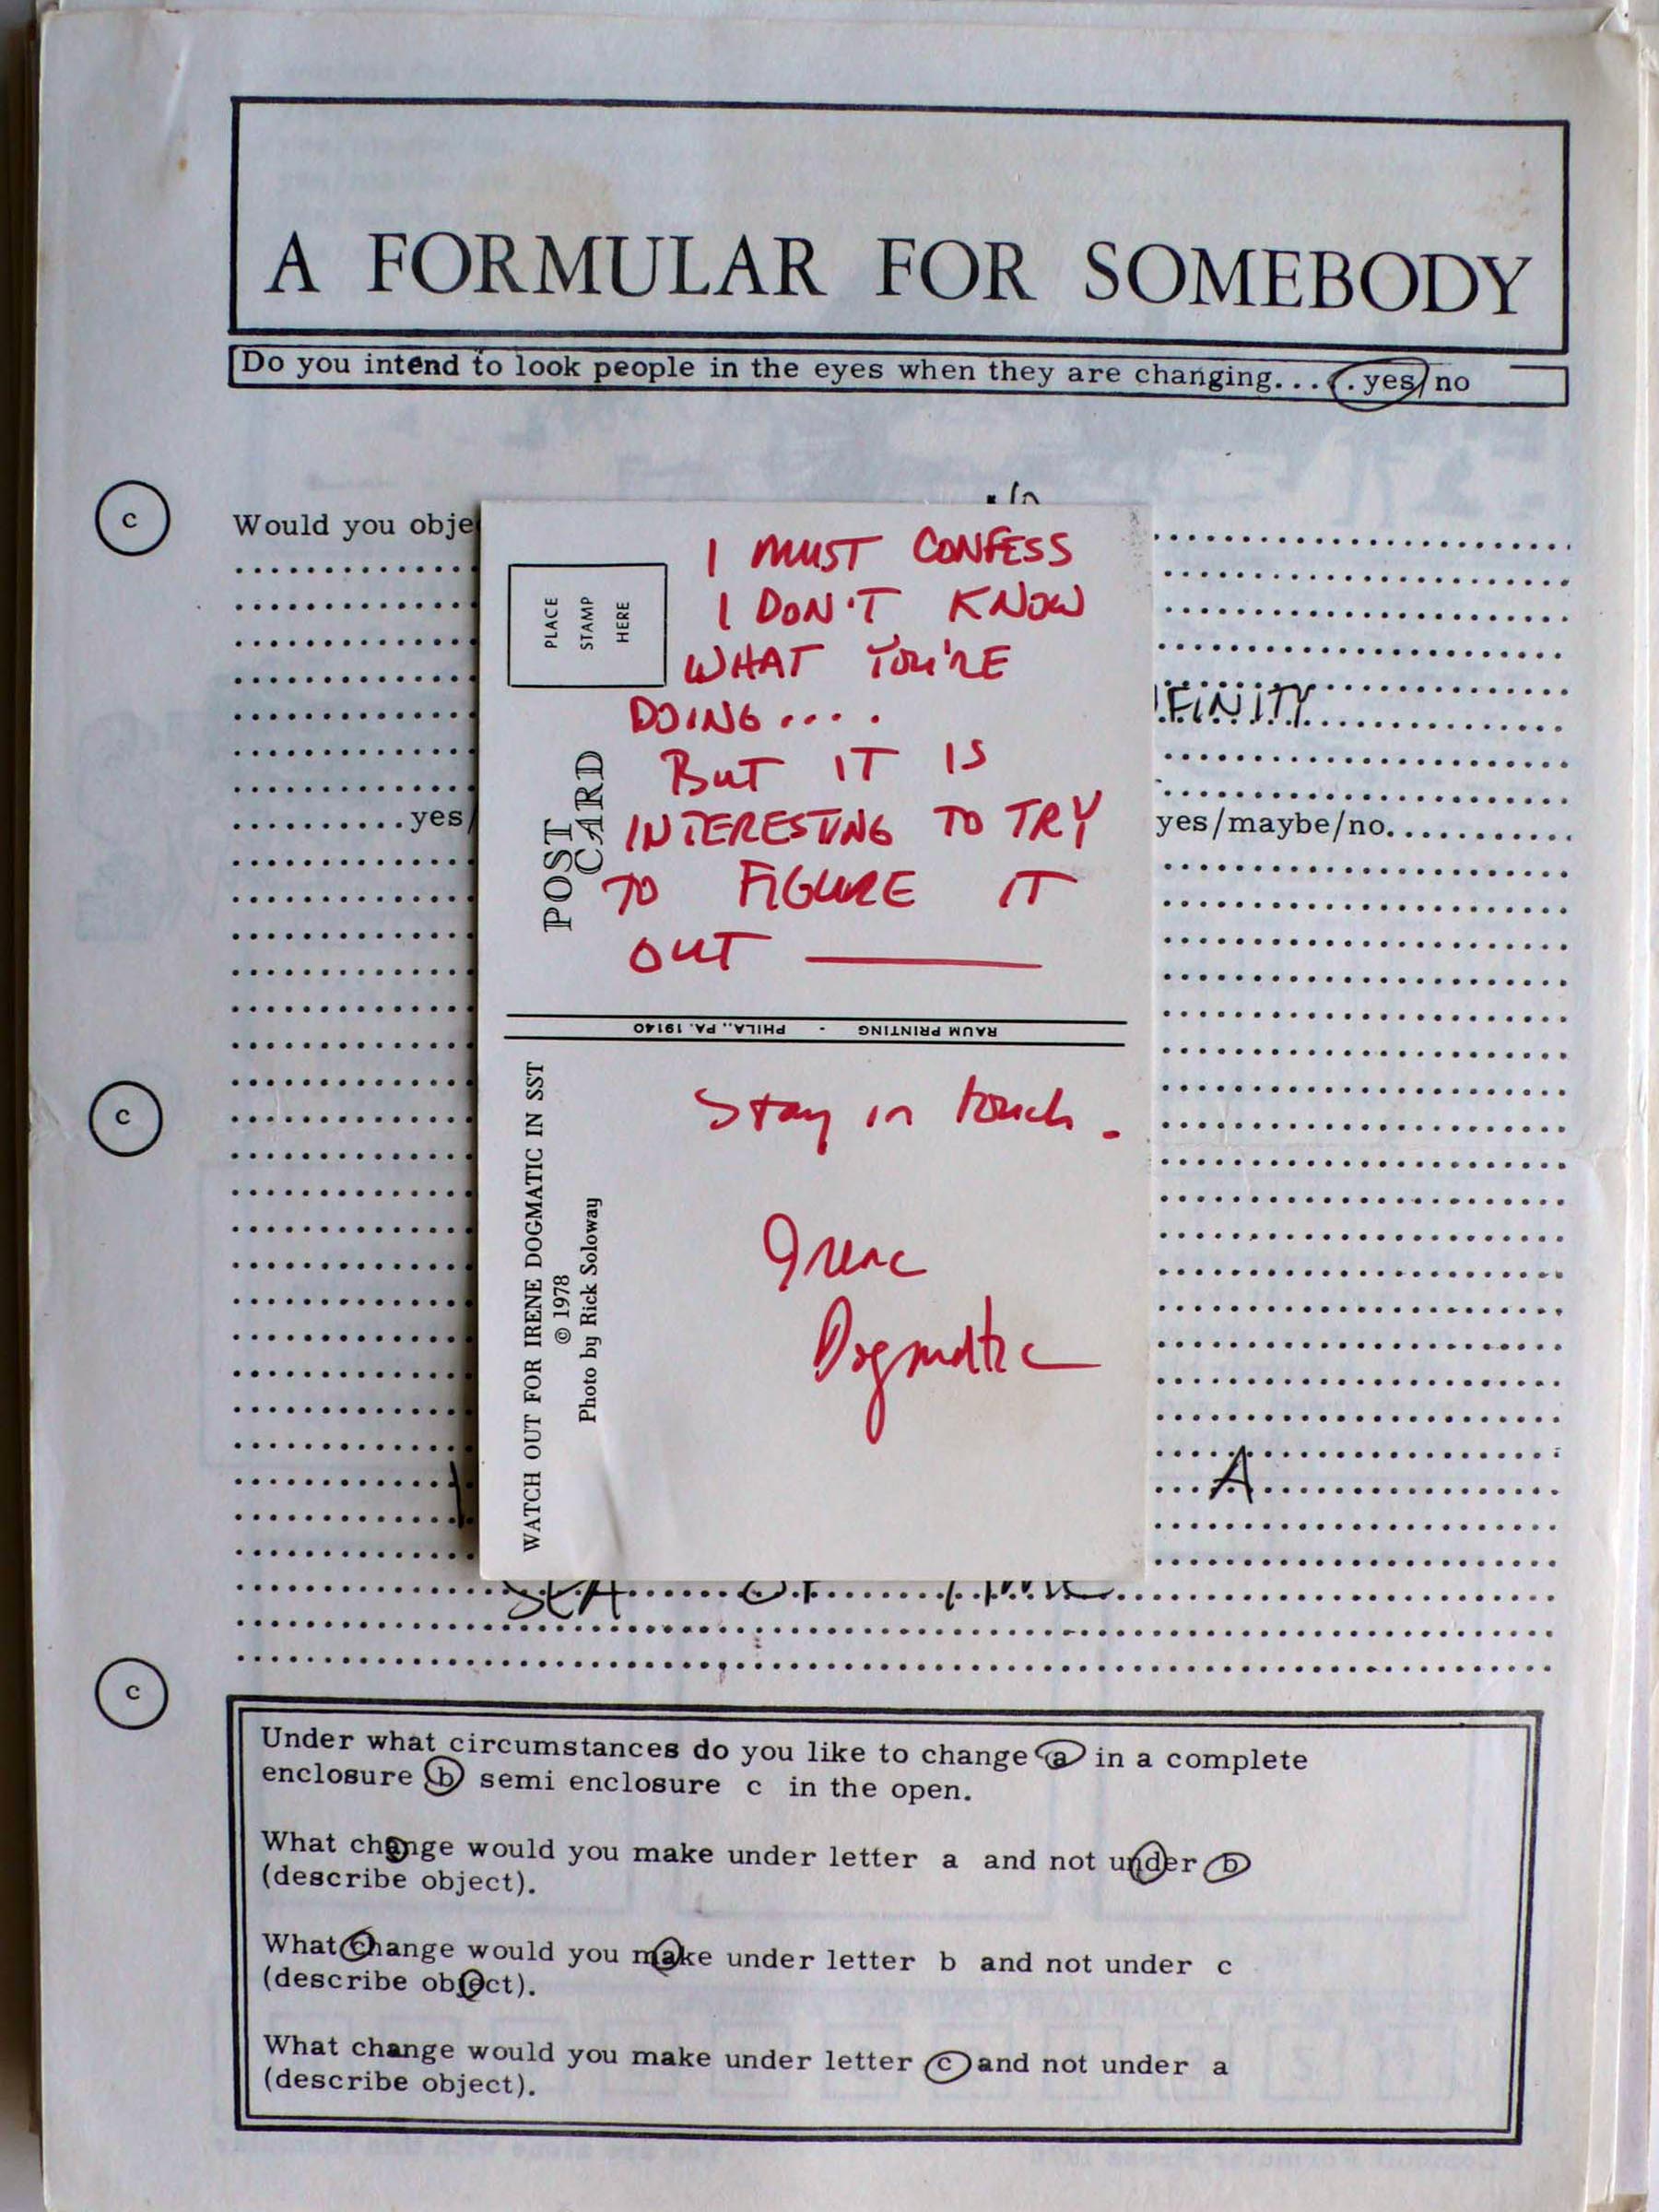 A FORMULAR FOR SOMEBODY
Do you intend to look people in the eyes when they are changing.....yes/no
c
Would you obje
FINITY
yes/
yes/maybe/no
I MUST CONFESS
I DON'T KNOW
WHAT YOU'RE
DOING....
BUT IT IS
INTERESTING TO TRY
TO FIGURE IT
OUT
PLACE
STAMP
HERE
POST
CARD
RAUM PRINTING - PHILA., PA. 19140
Stay in touch.
Irene
Dogmatic
WATCH OUT FOR IRENE DOGMATIC IN SST
© 1978
Photo by Rick Soloway
c
A
SEA OF TIME
c
Under what circumstances do you like to change a in a complete
enclosure b semi enclosure c in the open.
What change would you make under letter a and not under b
(describe object).
What change would you make under letter b and not under c
(describe object).
What change would you make under letter c and not under a
(describe object).